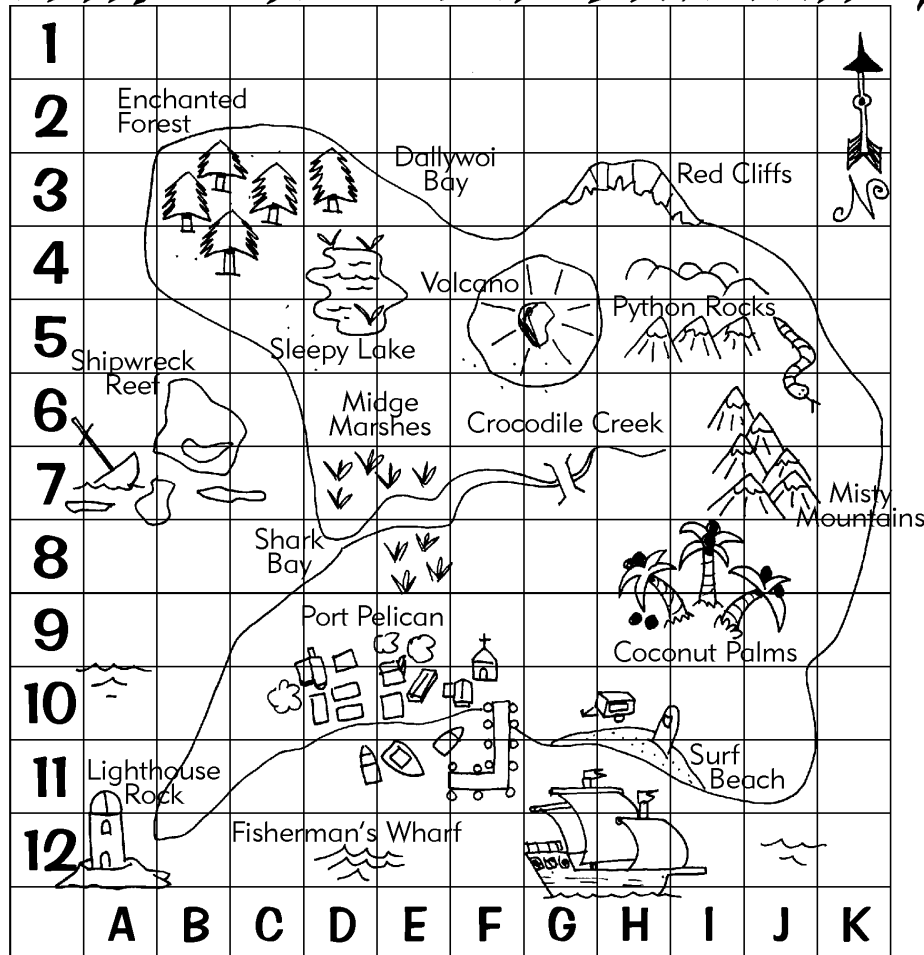 1
2
Enchanted
Forest
Dallywoi
Bay
3
Red Cliffs
N
4
Volcano
Python Rocks
5
Sleepy Lake
Shipwreck
Reef
6
Midge
Marshes
Crocodile Creek
7
Misty
Mountains
8
Shark
Bay
9
Port Pelican
Coconut Palms
10
11
Lighthouse
Rock
Surf
Beach
12
Fisherman's Wharf
A B C D E F G H I J K